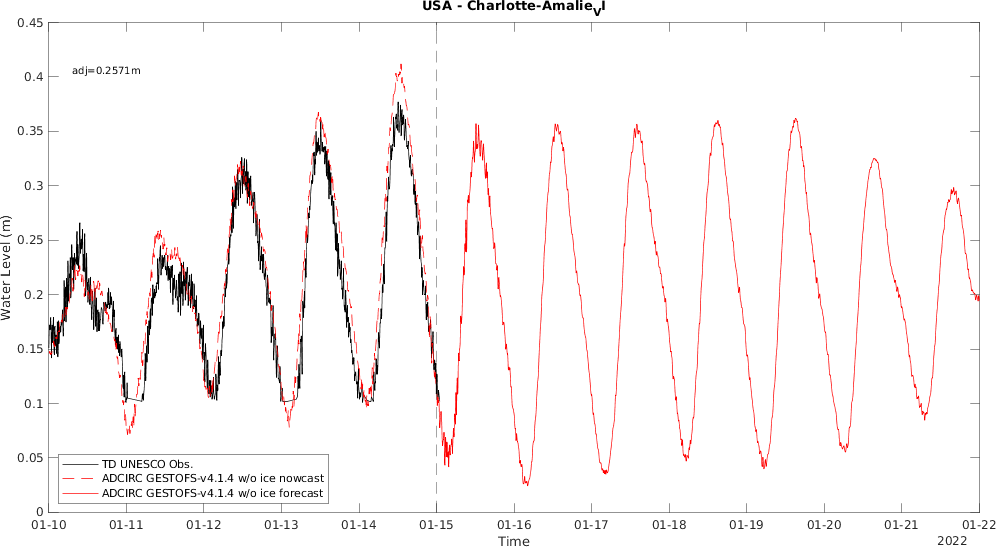 USA - Charlotte-Amalie_VI
0.45
adj=0.2571m
0.4
0.35
0.3
0.25
0.2
0.15
0.1
0.05
0
Water Level (m)
TD UNESCO Obs.
ADCIRC GESTOFS-v4.1.4 w/o ice nowcast
ADCIRC GESTOFS-v4.1.4 w/o ice forecast
01-10 01-11 01-12 01-13 01-14 01-15 01-16 01-17 01-18 01-19 01-20 01-21 01-22
Time
2022